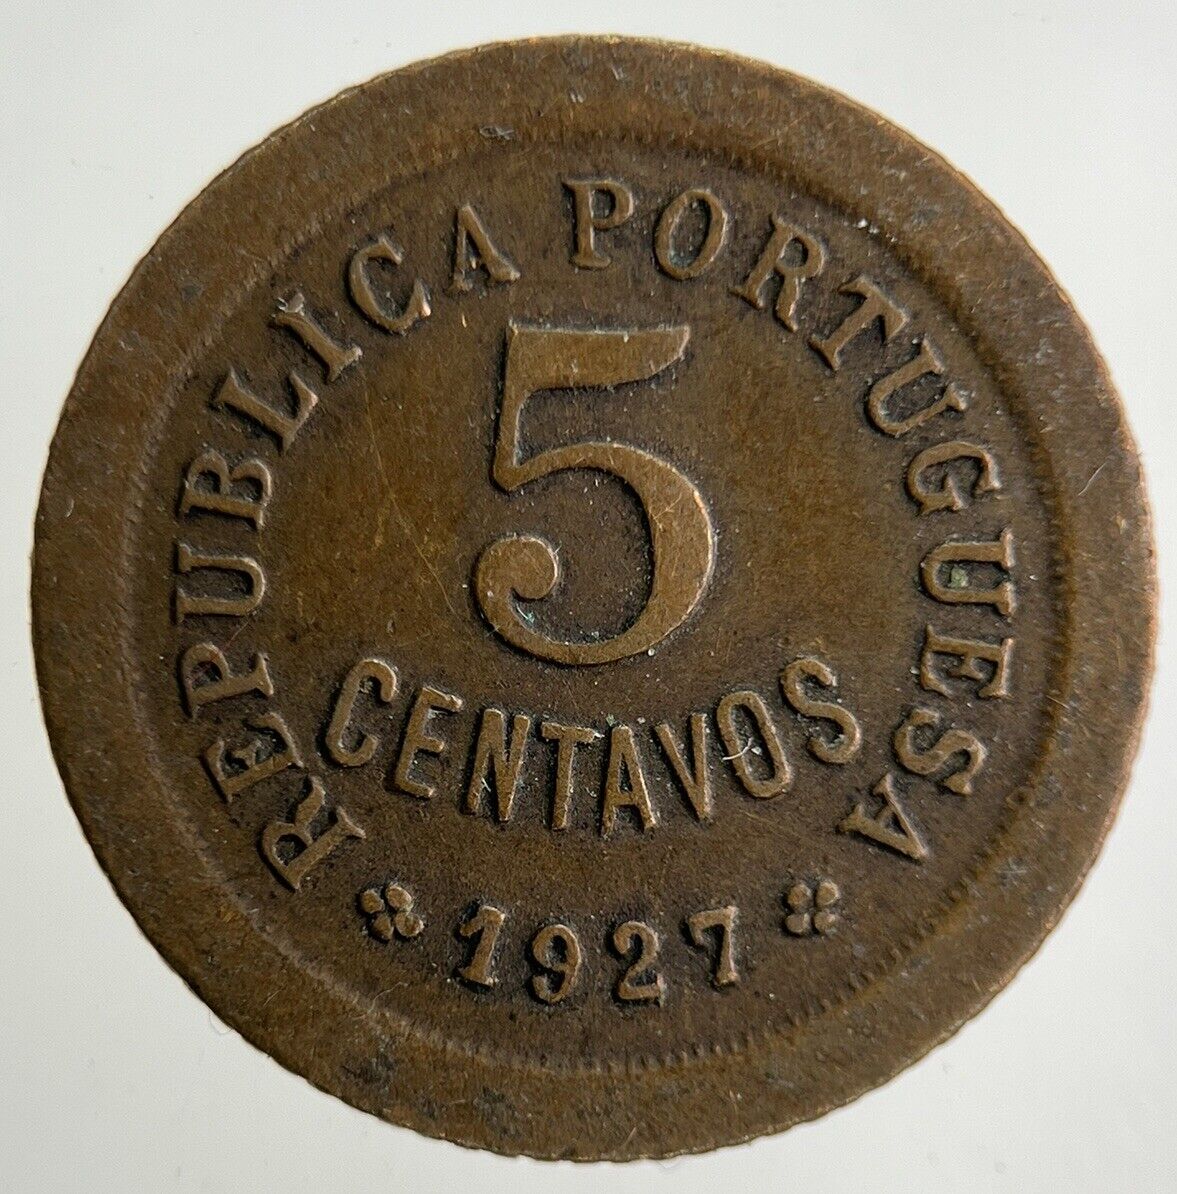 REPUBLICA PORTUGUESA
5
CENTAVOS
1927